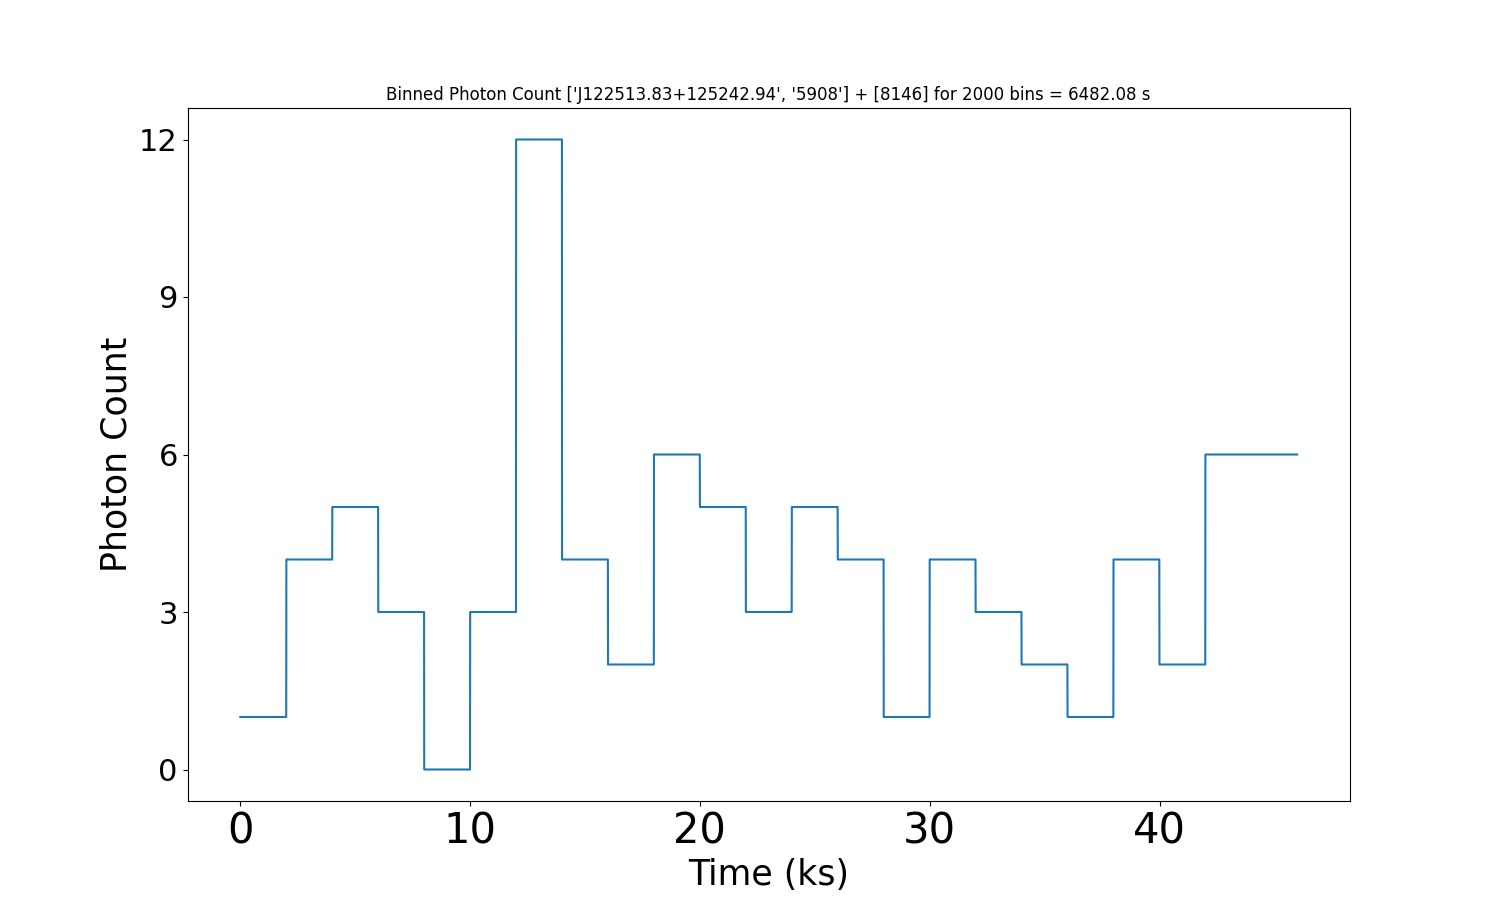 Binned Photon Count ['J122513.83+125242.94', '5908'] + [8146] for 2000 bins = 6482.08 s
12
9
6
3
0
Photon Count
0 10 20 30 40
Time (ks)